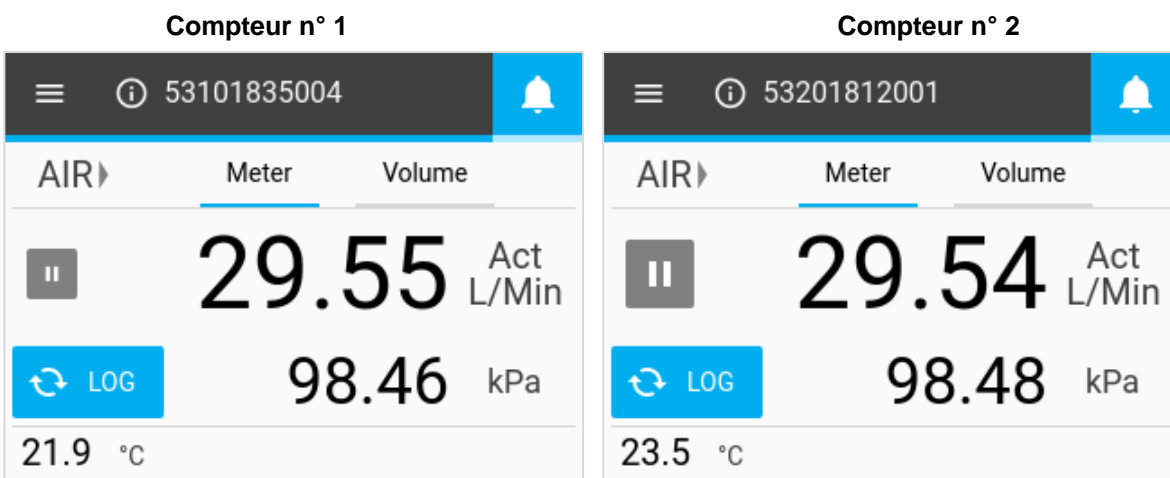 Compteur n° 1
53101835004
AIR
Meter Volume
29.55 Act L/Min
LOG 98.46 kPa
21.9 °C
Compteur n° 2
53201812001
AIR
Meter Volume
29.54 Act L/Min
LOG 98.48 kPa
23.5 °C